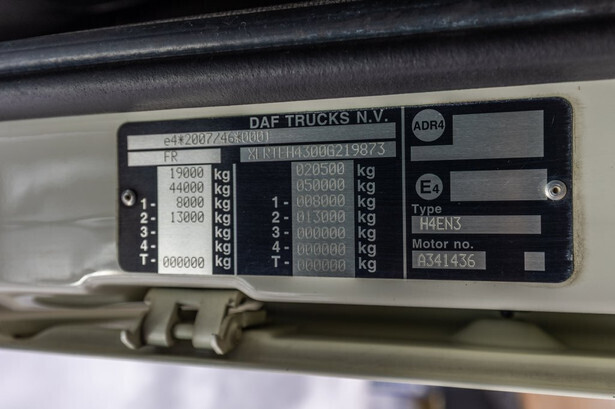 DAF TRUCKS N.V.
e4*2007/46*0001
FR XLRTEH4300G219873
19000 kg 020500 kg
44000 kg 050000 kg
1- 8000 kg 1- 008000 kg
2- 13000 kg 2- 013000 kg
3- kg 3- 000000 kg
4- kg 4- 000000 kg
T- 000000 kg T- 000000 kg
ADR4
E4
Type
H4EN3
Motor no.
A341436